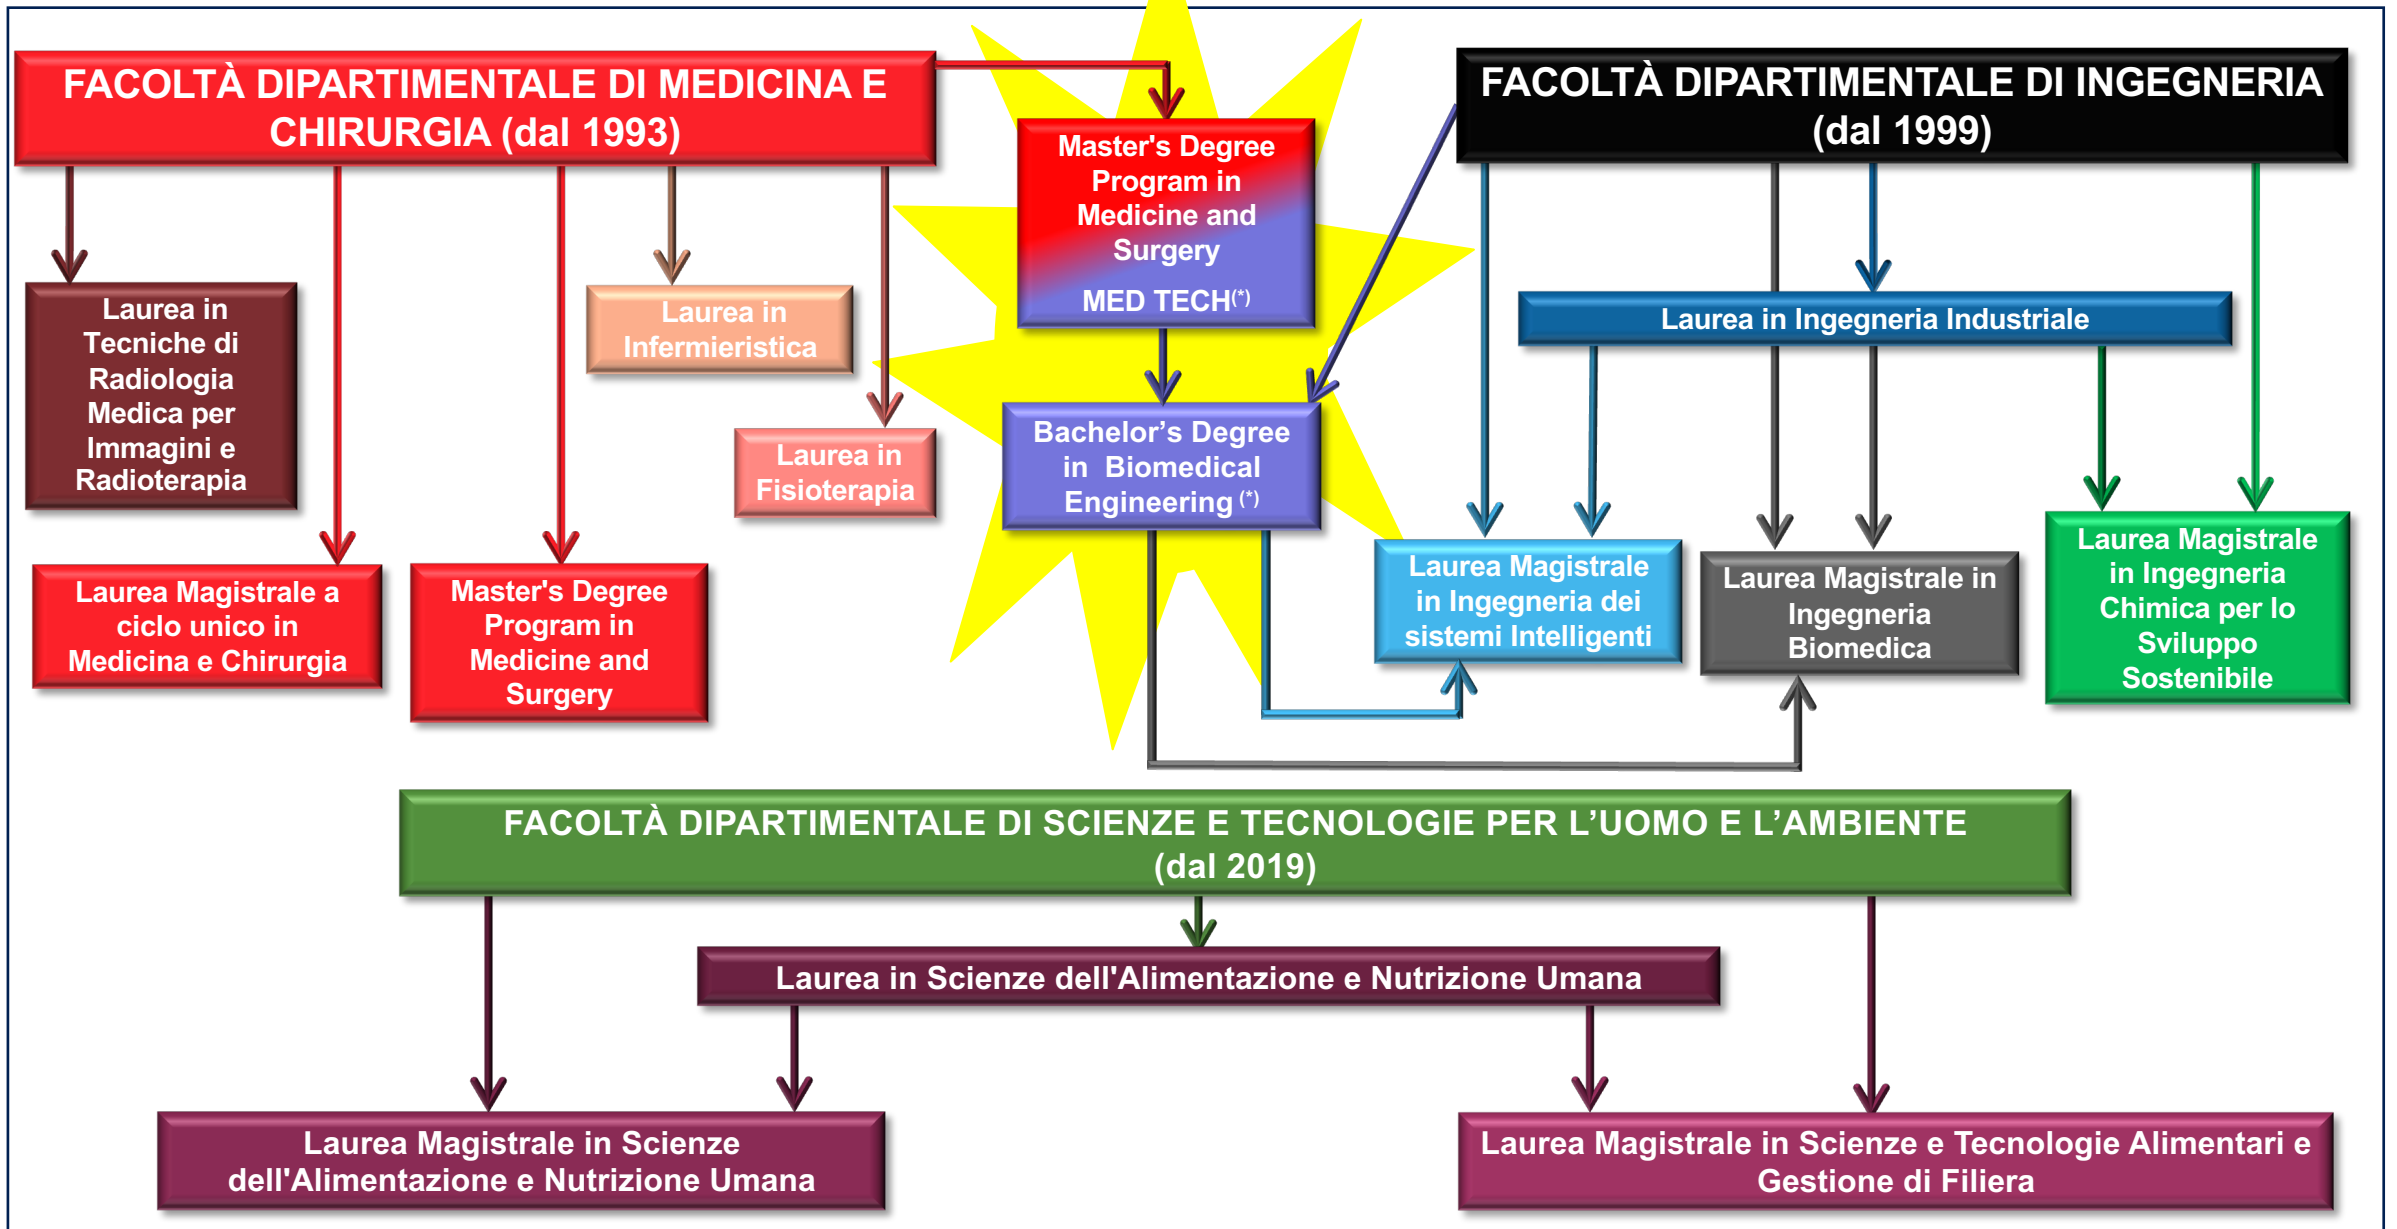 FACOLTÀ DIPARTIMENTALE DI MEDICINA E
CHIRURGIA (dal 1993)
FACOLTÀ DIPARTIMENTALE DI INGEGNERIA
(dal 1999)
Master's Degree
Program in
Medicine and
Surgery
MED TECH(*)
Laurea in
Tecniche di
Radiologia
Medica per
Immagini e
Radioterapia
Laurea in
Infermieristica
Laurea in Ingegneria Industriale
Laurea in
Fisioterapia
Bachelor’s Degree
in Biomedical
Engineering (*)
Laurea Magistrale a
ciclo unico in
Medicina e Chirurgia
Master's Degree
Program in
Medicine and
Surgery
Laurea Magistrale
in Ingegneria dei
sistemi Intelligenti
Laurea Magistrale in
Ingegneria
Biomedica
Laurea Magistrale
in Ingegneria
Chimica per lo
Sviluppo
Sostenibile
FACOLTÀ DIPARTIMENTALE DI SCIENZE E TECNOLOGIE PER L’UOMO E L’AMBIENTE
(dal 2019)
Laurea in Scienze dell'Alimentazione e Nutrizione Umana
Laurea Magistrale in Scienze
dell'Alimentazione e Nutrizione Umana
Laurea Magistrale in Scienze e Tecnologie Alimentari e
Gestione di Filiera